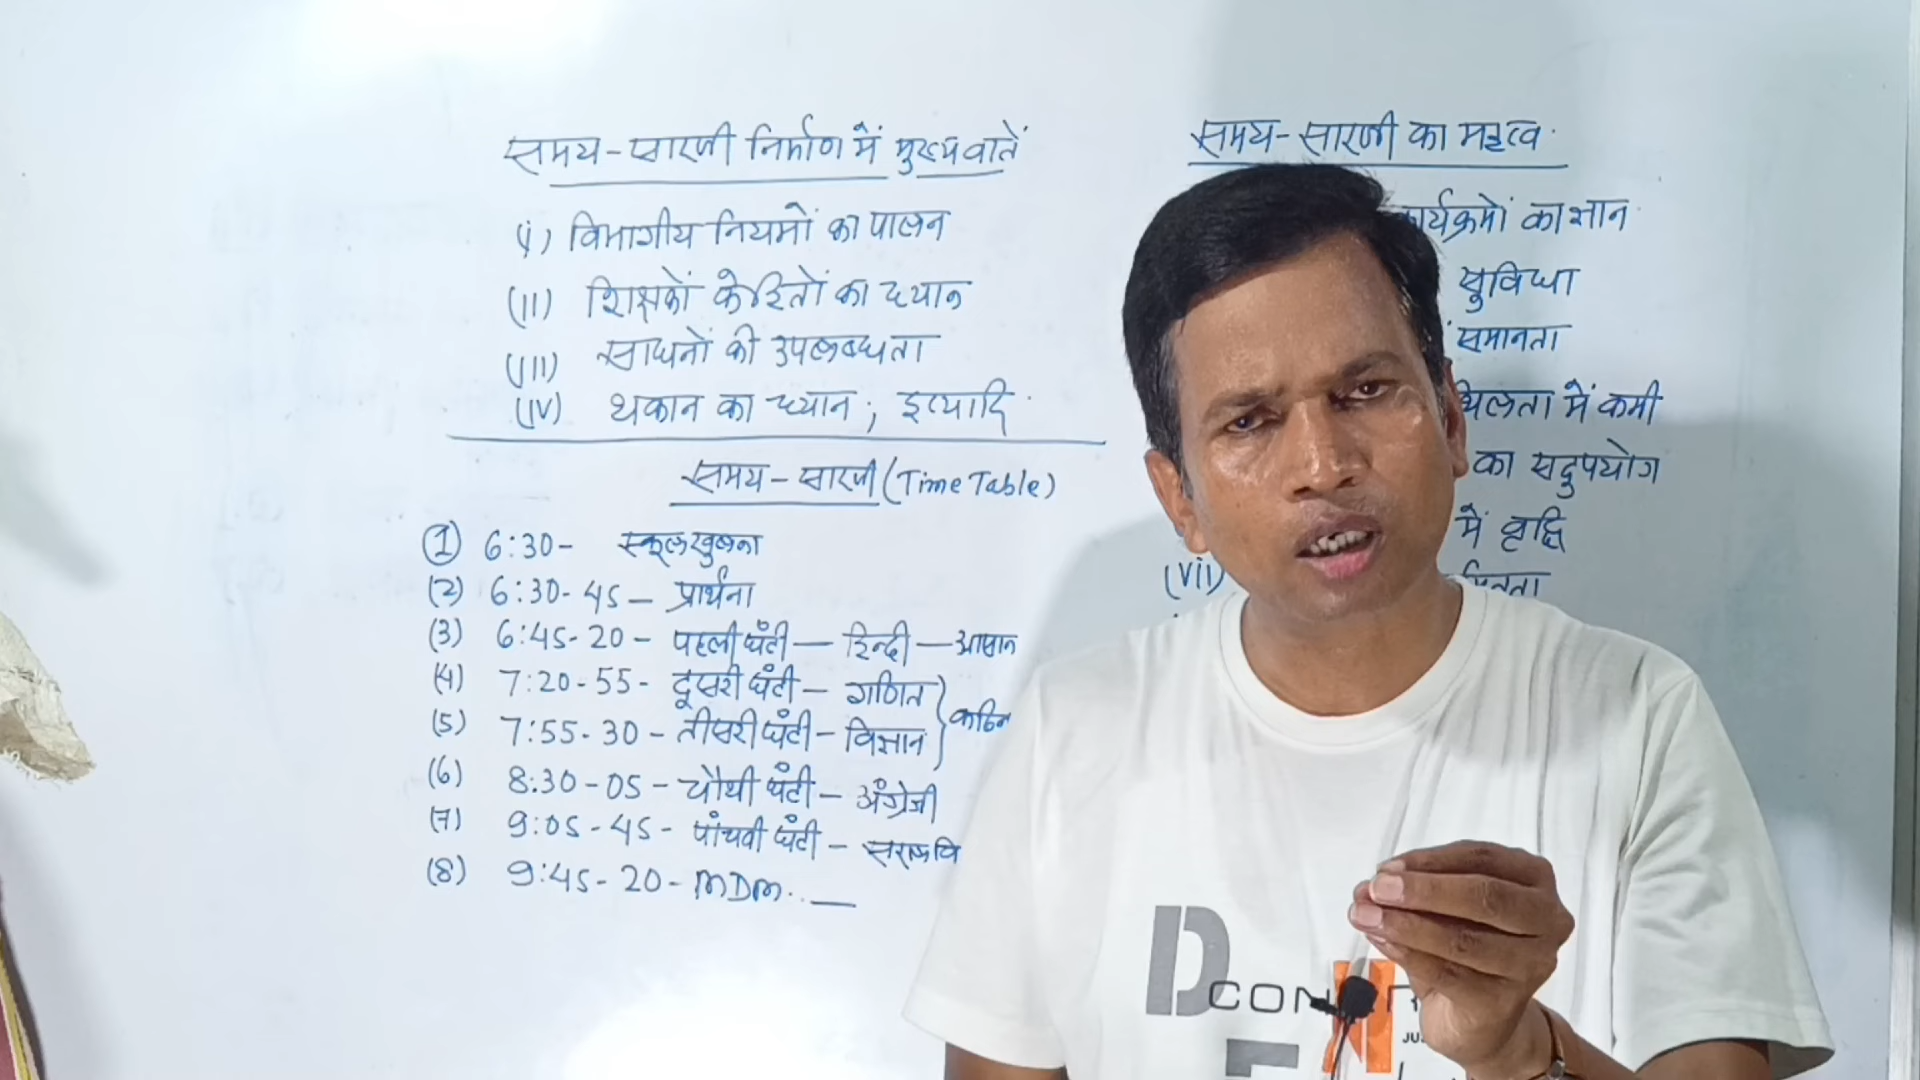 समय-सारणी निर्माण में मुख्य बातें
(i) विभागीय नियमों का पालन
(ii) शिक्षकों के हितों का ध्यान
(iii) साधनों की उपलब्धता
(iv) थकान का ध्यान, इत्यादि.
समय-सारणी (Time Table)
(1) 6:30- स्कूल खुलना
(2) 6:30-45- प्रार्थना
(3) 6:45-20- पहली घंटी - हिन्दी - आसान
(4) 7:20-55- दूसरी घंटी - गणित
(5) 7:55-30- तीसरी घंटी - विज्ञान
कठिन
(6) 8:30-05- चौथी घंटी - अंग्रेजी
(7) 9:05-45- पांचवी घंटी -
(8) 9:45-20- MDM.
समय-सारणी का महत्व.
कार्यक्रमों का ज्ञान.
सुविधा
समानता
में कमी
का सदुपयोग
में वृद्धि
(vii)
D
CON
JU